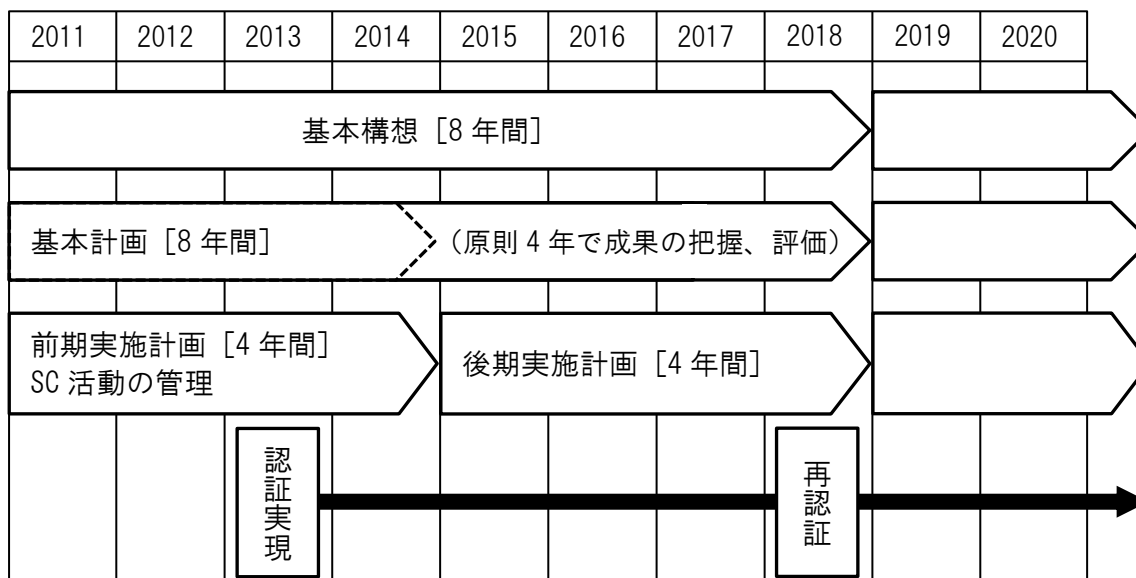 2011 2012 2013 2014 2015 2016 2017 2018 2019 2020
基本構想［8 年間］
基本計画［8 年間］ （原則 4 年で成果の把握、評価）
前期実施計画［4 年間］
SC 活動の管理
後期実施計画［4 年間］
認証実現
再認証